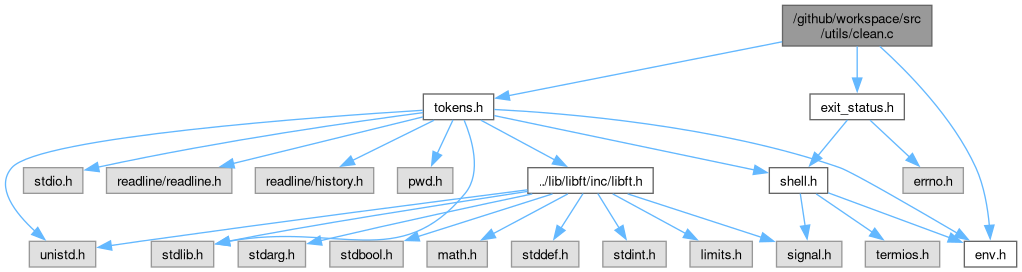 /github/workspace/src
/utils/clean.c
tokens.h
exit_status.h
stdio.h
readline/readline.h
readline/history.h
pwd.h
../lib/libft/inc/libft.h
shell.h
errno.h
unistd.h
stdlib.h
stdarg.h
stdbool.h
math.h
stddef.h
stdint.h
limits.h
signal.h
termios.h
env.h